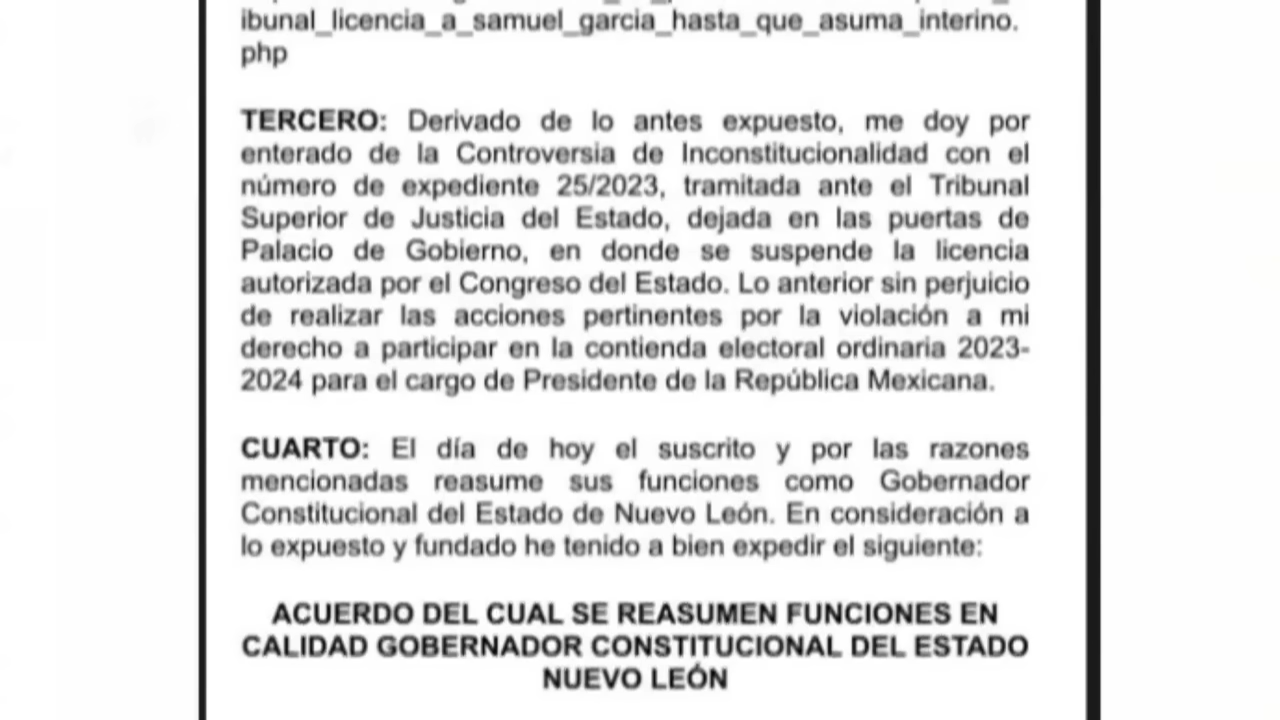 ibunal_licencia_a_samuel_garcia_hasta_que_asuma_interino.
php
TERCERO: Derivado de lo antes expuesto, me doy por
enterado de la Controversia de Inconstitucionalidad con el
número de expediente 25/2023, tramitada ante el Tribunal
Superior de Justicia del Estado, dejada en las puertas de
Palacio de Gobierno, en donde se suspende la licencia
autorizada por el Congreso del Estado. Lo anterior sin perjuicio
de realizar las acciones pertinentes por la violación a mi
derecho a participar en la contienda electoral ordinaria 2023-
2024 para el cargo de Presidente de la República Mexicana.
CUARTO: El día de hoy el suscrito y por las razones
mencionadas reasume sus funciones como Gobernador
Constitucional del Estado de Nuevo León. En consideración a
lo expuesto y fundado he tenido a bien expedir el siguiente:
ACUERDO DEL CUAL SE REASUMEN FUNCIONES EN
CALIDAD GOBERNADOR CONSTITUCIONAL DEL ESTADO
NUEVO LEÓN